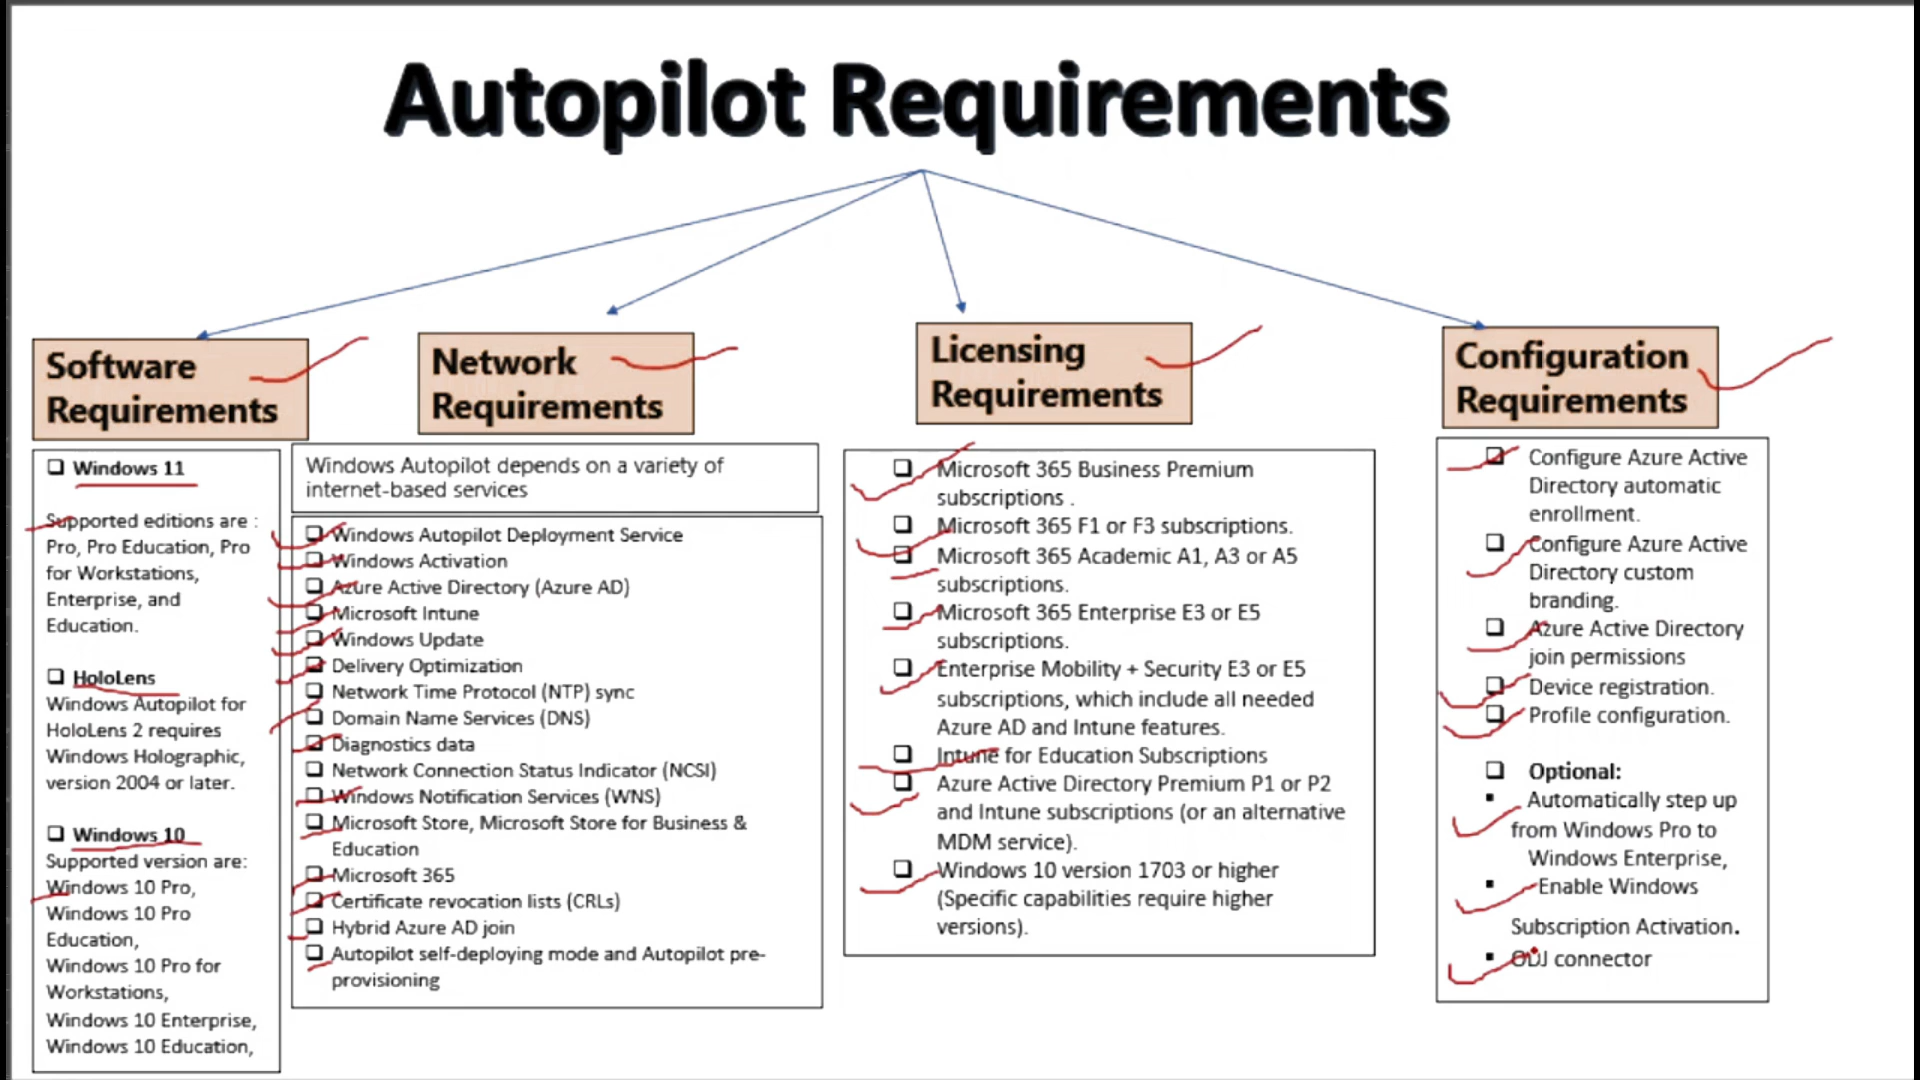 Autopilot Requirements
Software
Requirements
❑ Windows 11
Supported editions are :
Pro, Pro Education, Pro
for Workstations,
Enterprise, and
Education.
❑ HoloLens
Windows Autopilot for
HoloLens 2 requires
Windows Holographic,
version 2004 or later.
❑ Windows 10
Supported version are:
Windows 10 Pro,
Windows 10 Pro
Education,
Windows 10 Pro for
Workstations,
Windows 10 Enterprise,
Windows 10 Education,
Network
Requirements
Windows Autopilot depends on a variety of
internet-based services
❑ Windows Autopilot Deployment Service
❑ Windows Activation
❑ Azure Active Directory (Azure AD)
❑ Microsoft Intune
❑ Windows Update
❑ Delivery Optimization
❑ Network Time Protocol (NTP) sync
❑ Domain Name Services (DNS)
❑ Diagnostics data
❑ Network Connection Status Indicator (NCSI)
❑ Windows Notification Services (WNS)
❑ Microsoft Store, Microsoft Store for Business &
Education
❑ Microsoft 365
❑ Certificate revocation lists (CRLs)
❑ Hybrid Azure AD join
❑ Autopilot self-deploying mode and Autopilot pre-
provisioning
Licensing
Requirements
❑ Microsoft 365 Business Premium
subscriptions .
❑ Microsoft 365 F1 or F3 subscriptions.
❑ Microsoft 365 Academic A1, A3 or A5
subscriptions.
❑ Microsoft 365 Enterprise E3 or E5
subscriptions.
❑ Enterprise Mobility + Security E3 or E5
subscriptions, which include all needed
Azure AD and Intune features.
❑ Intune for Education Subscriptions
❑ Azure Active Directory Premium P1 or P2
and Intune subscriptions (or an alternative
MDM service).
❑ Windows 10 version 1703 or higher
(Specific capabilities require higher
versions).
Configuration
Requirements
❑ Configure Azure Active
Directory automatic
enrollment.
❑ Configure Azure Active
Directory custom
branding.
❑ Azure Active Directory
join permissions
❑ Device registration.
❑ Profile configuration.
❑ Optional:
▪ Automatically step up
from Windows Pro to
Windows Enterprise,
▪ Enable Windows
Subscription Activation.
▪ ODJ connector